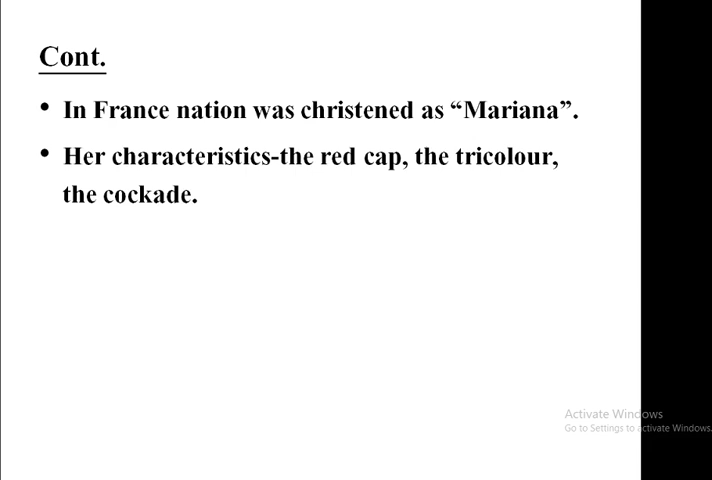 Cont.
• In France nation was christened as “Mariana”.
• Her characteristics-the red cap, the tricolour,
the cockade.
Activate Windows
Go to Settings to activate Windows.